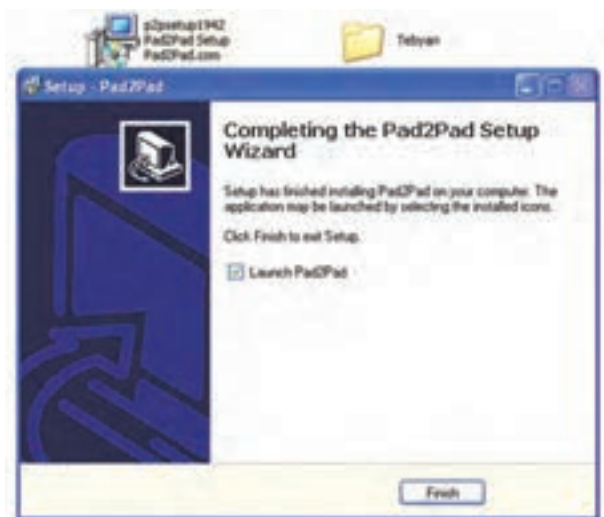 p2psetup1942
Pad2Pad Setup
Pad2Pad.com
Tebyan
Setup - Pad2Pad
Completing the Pad2Pad Setup
Wizard
Setup has finished installing Pad2Pad on your computer. The
application may be launched by selecting the installed icons.
Click Finish to exit Setup.
Launch Pad2Pad
Finish